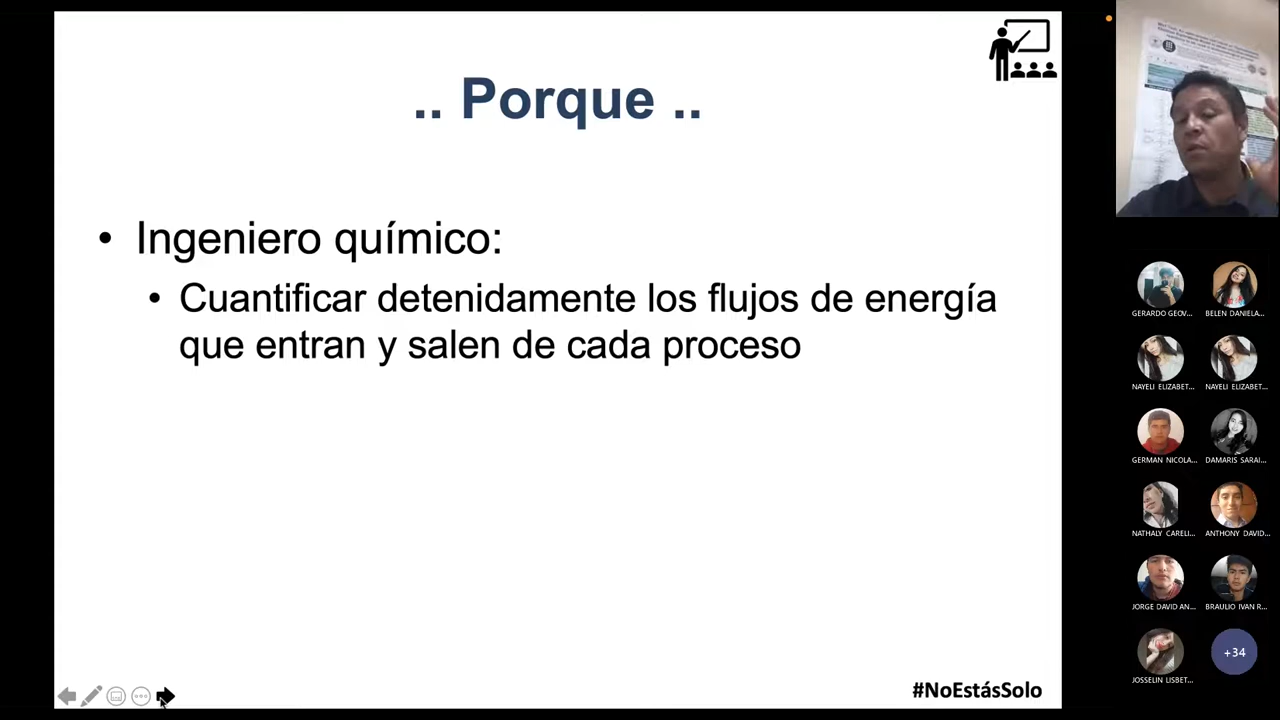 .. Porque ..
• Ingeniero químico:
• Cuantificar detenidamente los flujos de energía
que entran y salen de cada proceso
#NoEstásSolo
GERARDO GEOV...
BELEN DANIELA...
NAYELI ELIZABET...
NAYELI ELIZABET...
GERMAN NICOLA...
DAMARIS SARAI...
NATHALY CARELI...
ANTHONY DAVID...
JORGE DAVID AN...
BRAULIO IVAN R...
JOSSELIN LISBET...
+34